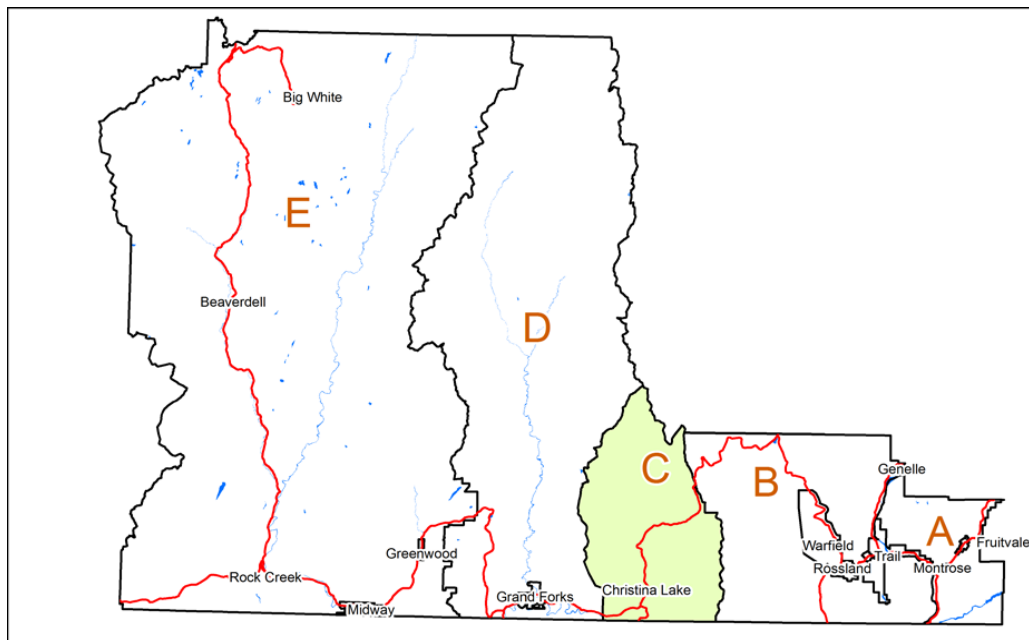 Big White
E
Beaverdell
D
C
B
Genelle
A
Greenwood
Warfield
Trail
Fruitvale
Rossland
Montrose
Rock Creek
Christina Lake
Grand Forks
Midway